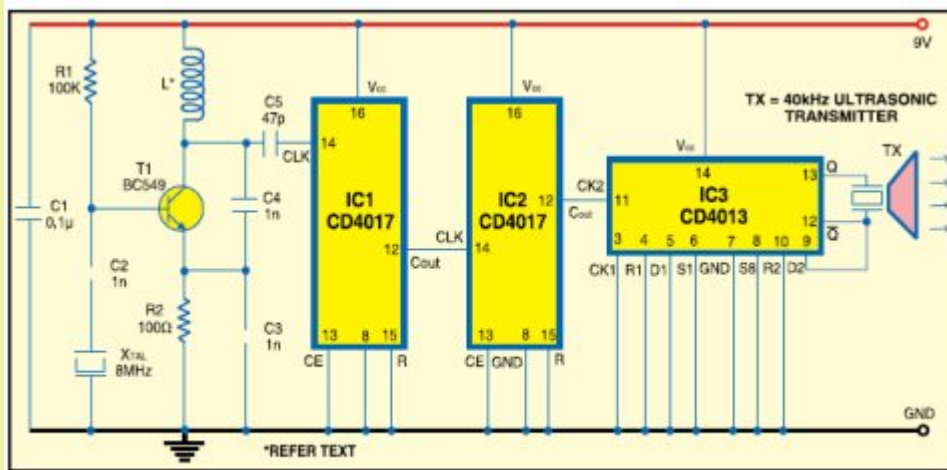 9V
R1
100K
L*
Vcc
16
Vcc
16
TX = 40kHz ULTRASONIC
TRANSMITTER
C5
47p
14
CLK
TX
Vcc
14
13
Q
T1
BC549
IC1
CD4017
IC2
CD4017
CK2
12
Cout
11
IC3
CD4013
12
Q̅
C1
0,1µ
C4
1n
12
Cout
CLK
14
3
4
5
6
7
8
10
9
CK1
R1
D1
S1
GND
S8
R2
D2
C2
1n
R2
100Ω
C3
1n
13
8
15
CE
R
13
8
15
CE
GND
R
XTAL
8MHz
GND
*REFER TEXT